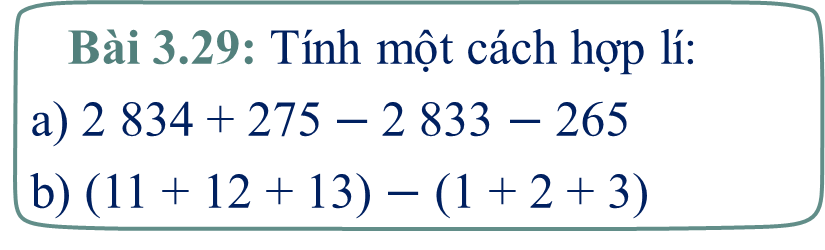 Bài 3.29: Tính một cách hợp lí:
a) 2 834 + 275 – 2 833 – 265
b) (11 + 12 + 13) – (1 + 2 + 3)